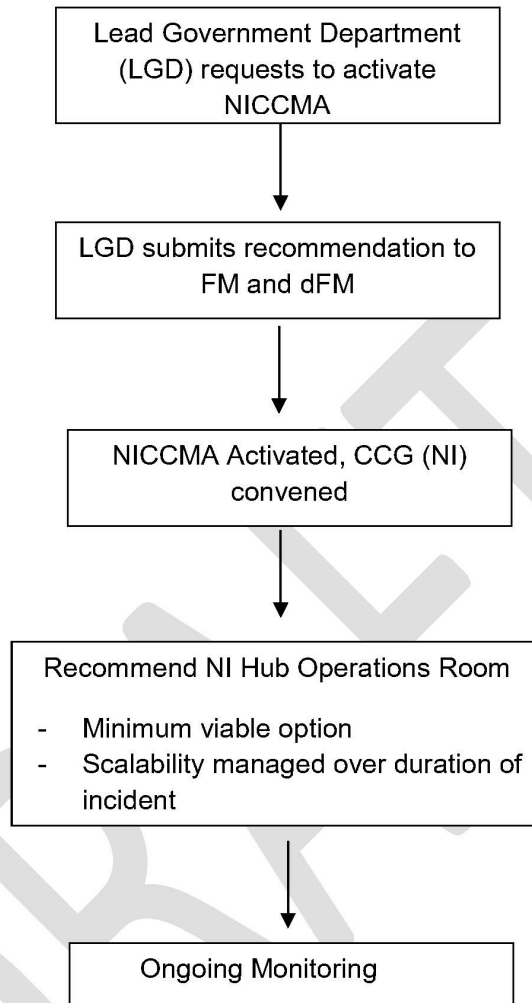 Lead Government Department
(LGD) requests to activate
NICCMA
LGD submits recommendation to
FM and dFM
NICCMA Activated, CCG (NI)
convened
Recommend NI Hub Operations Room
- Minimum viable option
- Scalability managed over duration of
incident
Ongoing Monitoring